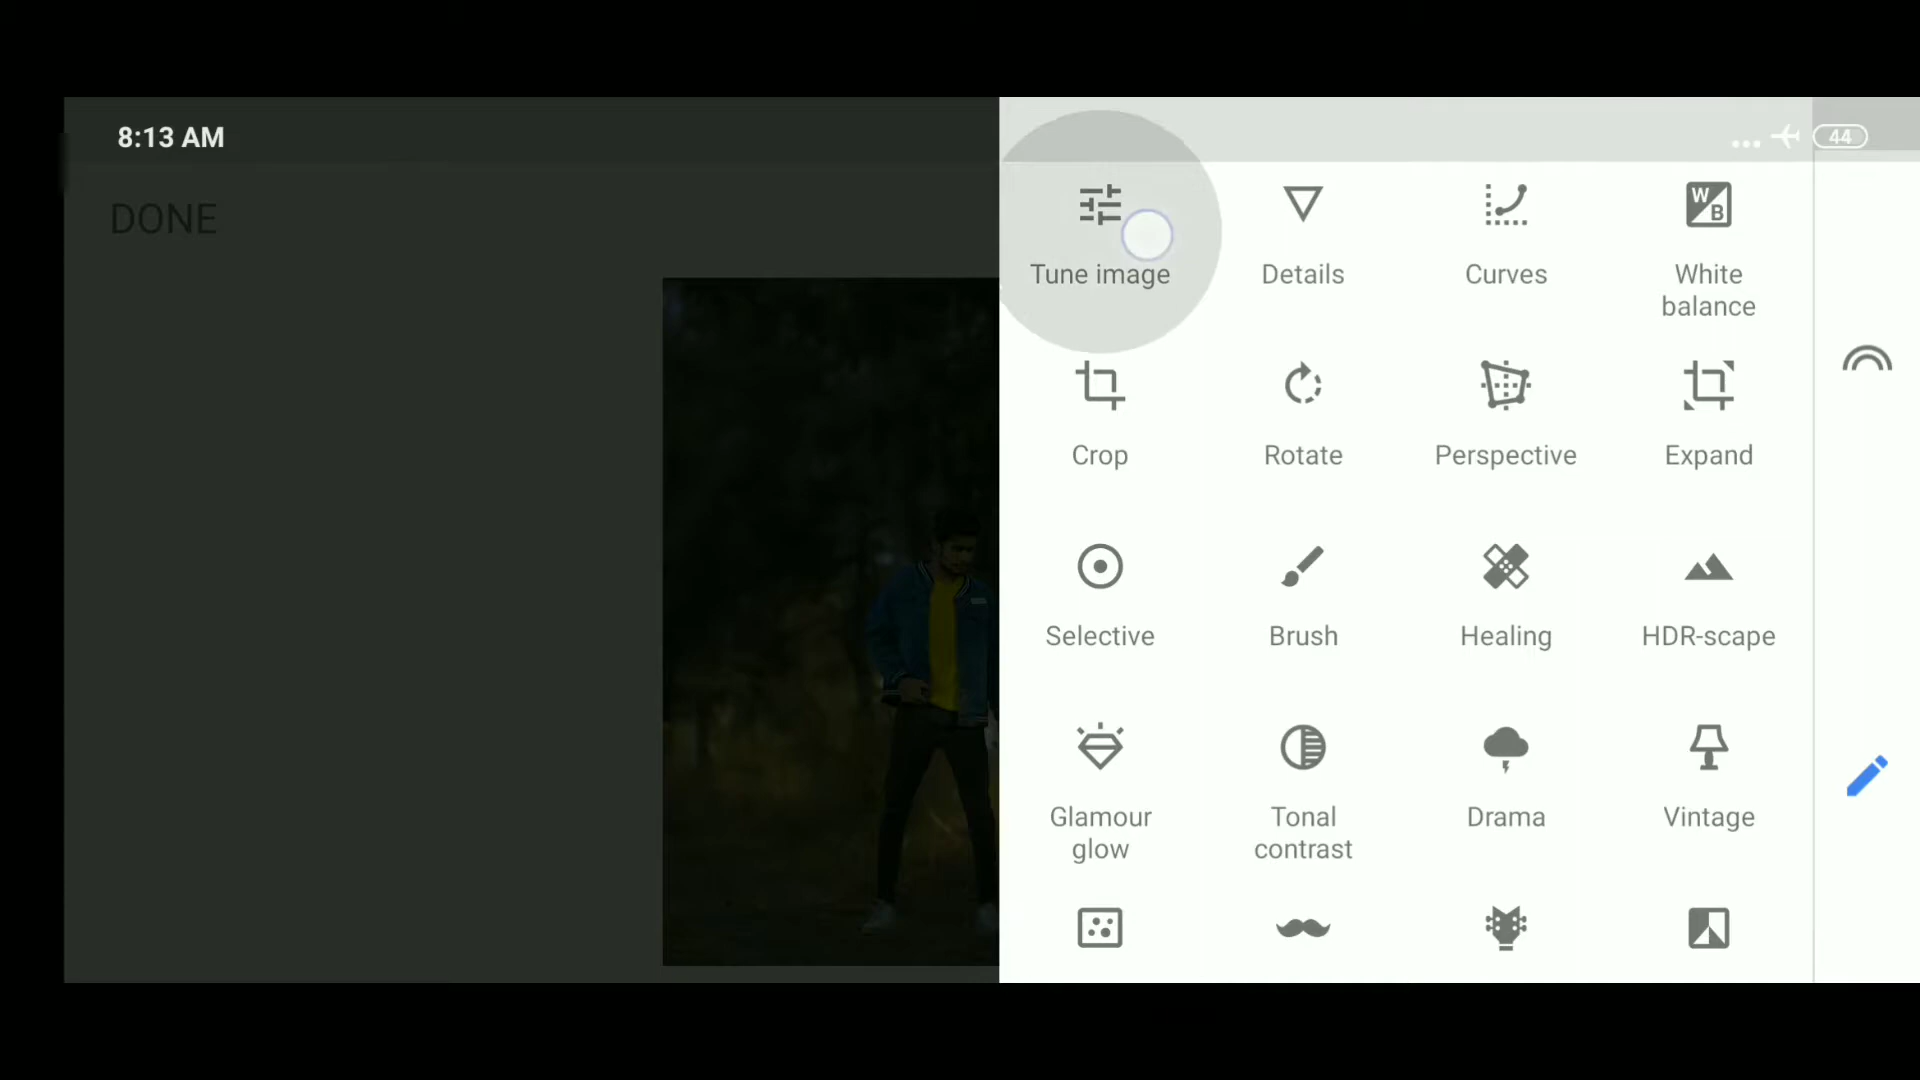 8:13 AM
44
DONE
Tune image
Details
Curves
W
B
White
balance
Crop
Rotate
Perspective
Expand
Selective
Brush
Healing
HDR-scape
Glamour
glow
Tonal
contrast
Drama
Vintage